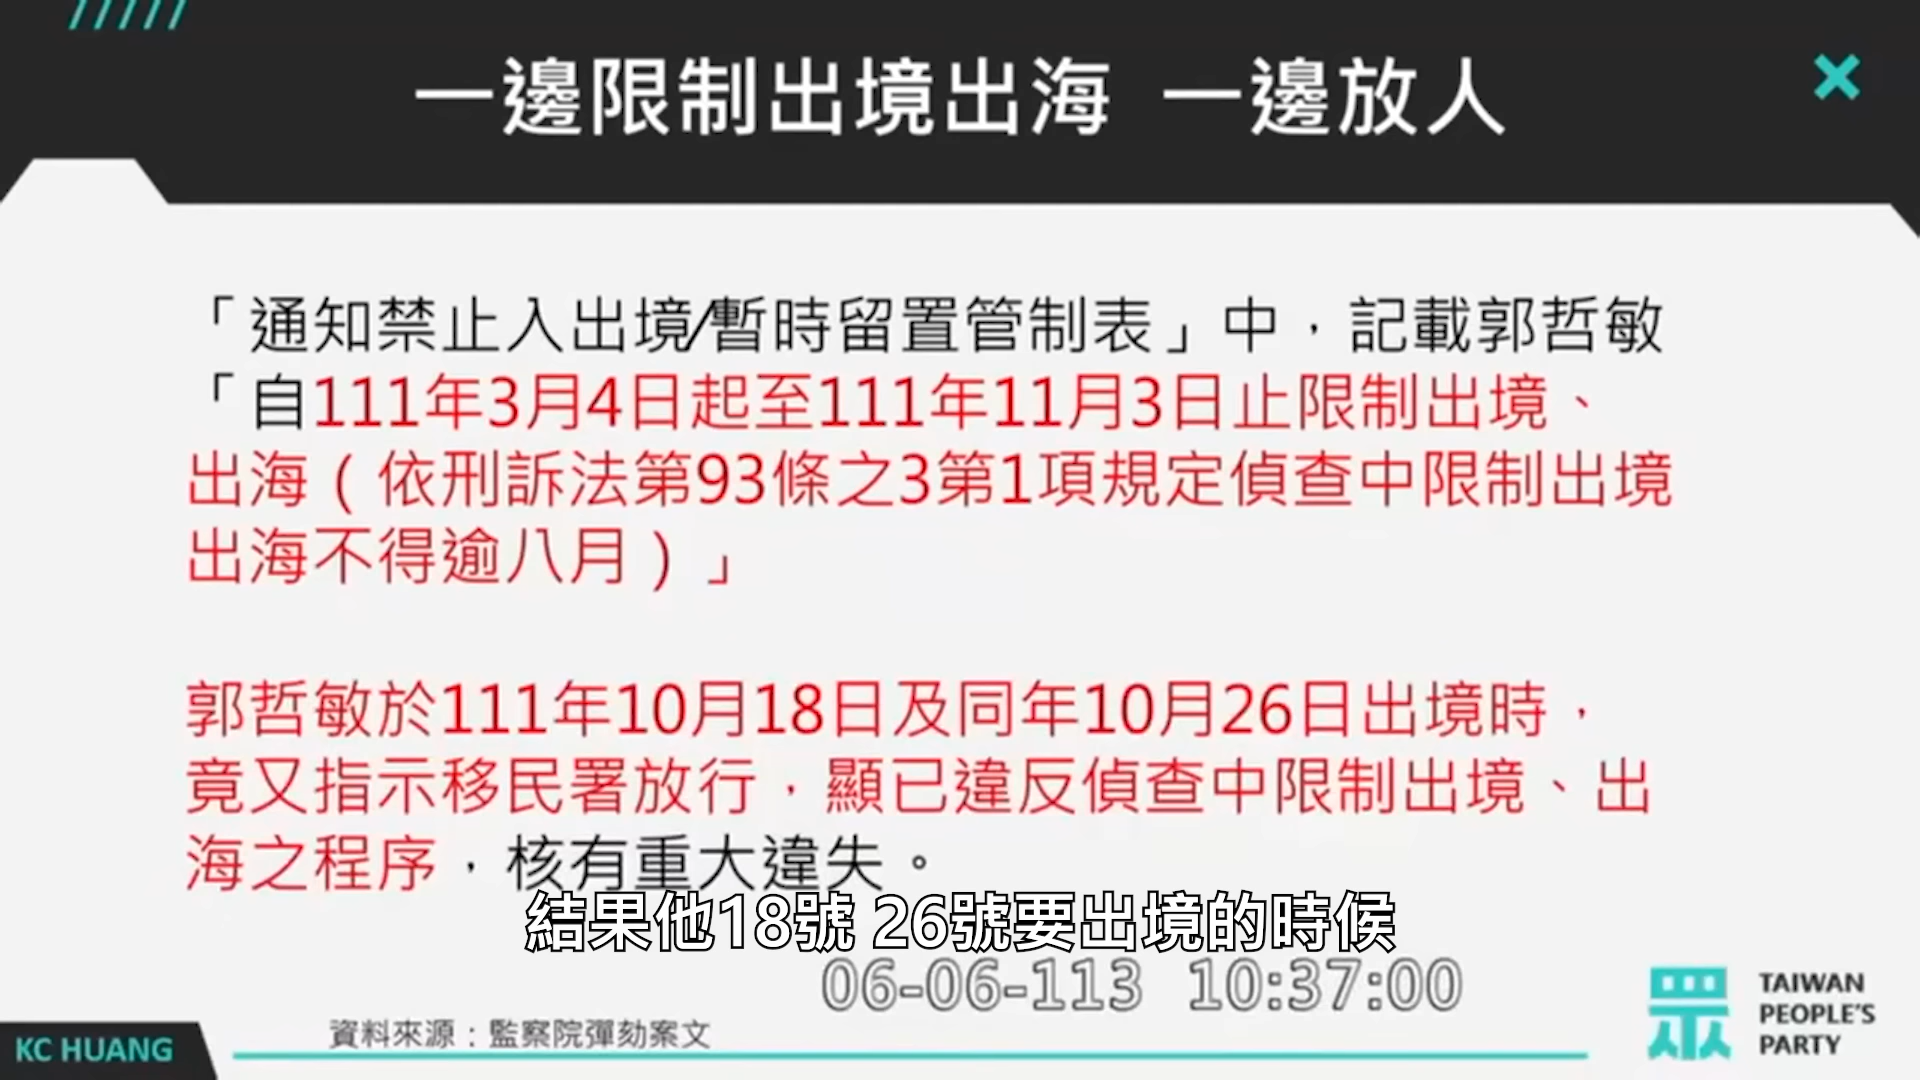 一邊限制出境出海 一邊放人
「通知禁止入出境/暫時留置管制表」中，記載郭哲敏
「自111年3月4日起至111年11月3日止限制出境、
出海（依刑訴法第93條之3第1項規定偵查中限制出境
出海不得逾八月）」
郭哲敏於111年10月18日及同年10月26日出境時，
竟又指示移民署放行，顯已違反偵查中限制出境、出
海之程序，核有重大違失。
結果他18號 26號要出境的時候
06-06-113 10:37:00
資料來源：監察院彈劾案文
KC HUANG
眾
TAIWAN
PEOPLE'S
PARTY